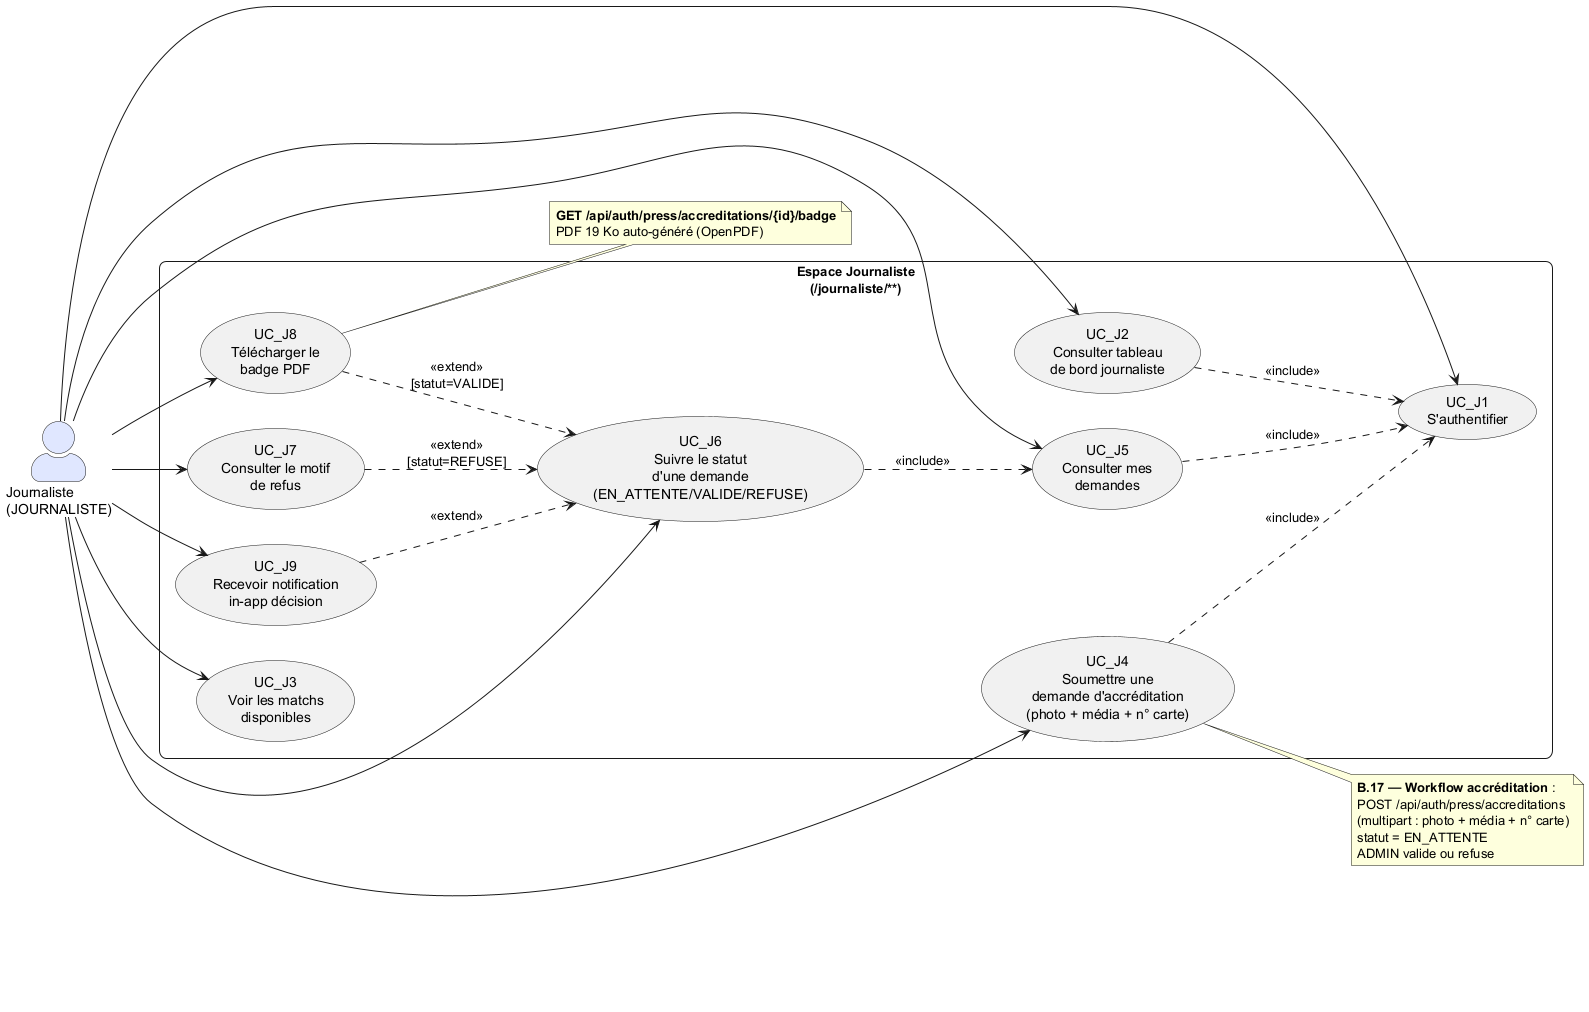 GET /api/auth/press/accreditations/{id}/badge
PDF 19 Ko auto-généré (OpenPDF)
Espace Journaliste
(/journaliste/**)
UC_J8
Télécharger le
badge PDF
«extend»
[statut=VALIDE]
UC_J2
Consulter tableau
de bord journaliste
«include»
UC_J1
S'authentifier
UC_J7
Consulter le motif
de refus
«extend»
[statut=REFUSE]
UC_J6
Suivre le statut
d'une demande
(EN_ATTENTE/VALIDE/REFUSE)
«include»
UC_J5
Consulter mes
demandes
«include»
Journaliste
(JOURNALISTE)
UC_J9
Recevoir notification
in-app décision
«extend»
«include»
UC_J3
Voir les matchs
disponibles
UC_J4
Soumettre une
demande d'accréditation
(photo + média + n° carte)
B.17 — Workflow accréditation :
POST /api/auth/press/accreditations
(multipart : photo + média + n° carte)
statut = EN_ATTENTE
ADMIN valide ou refuse